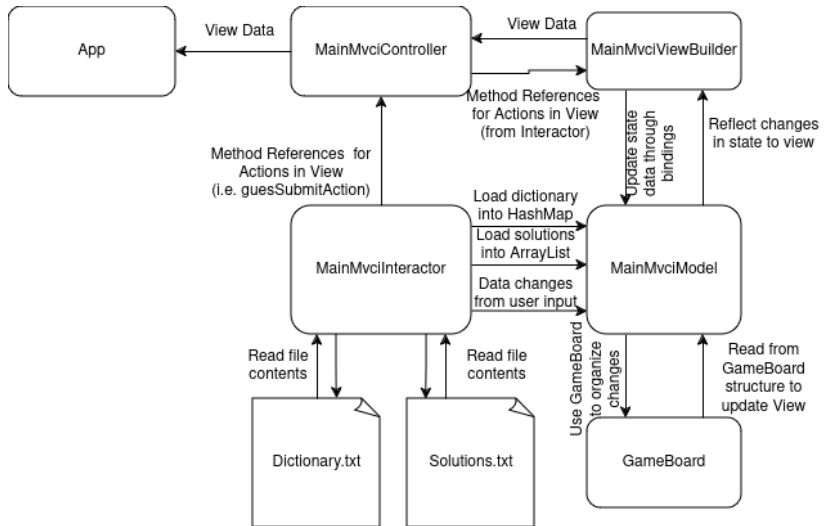 View Data
View Data
App
MainMvciController
MainMvciViewBuilder
Method References
for Actions in View
(from Interactor)
Update state
data through
bindings
Reflect changes
in state to view
Method References for
Actions in View
(i.e. guesSubmitAction)
Load dictionary
into HashMap
Load solutions
into ArrayList
MainMvciInteractor
MainMvciModel
Data changes
from user input
Read file
contents
Read file
contents
Use GameBoard
to organize
changes
Read from
GameBoard
structure to
update View
Dictionary.txt
Solutions.txt
GameBoard